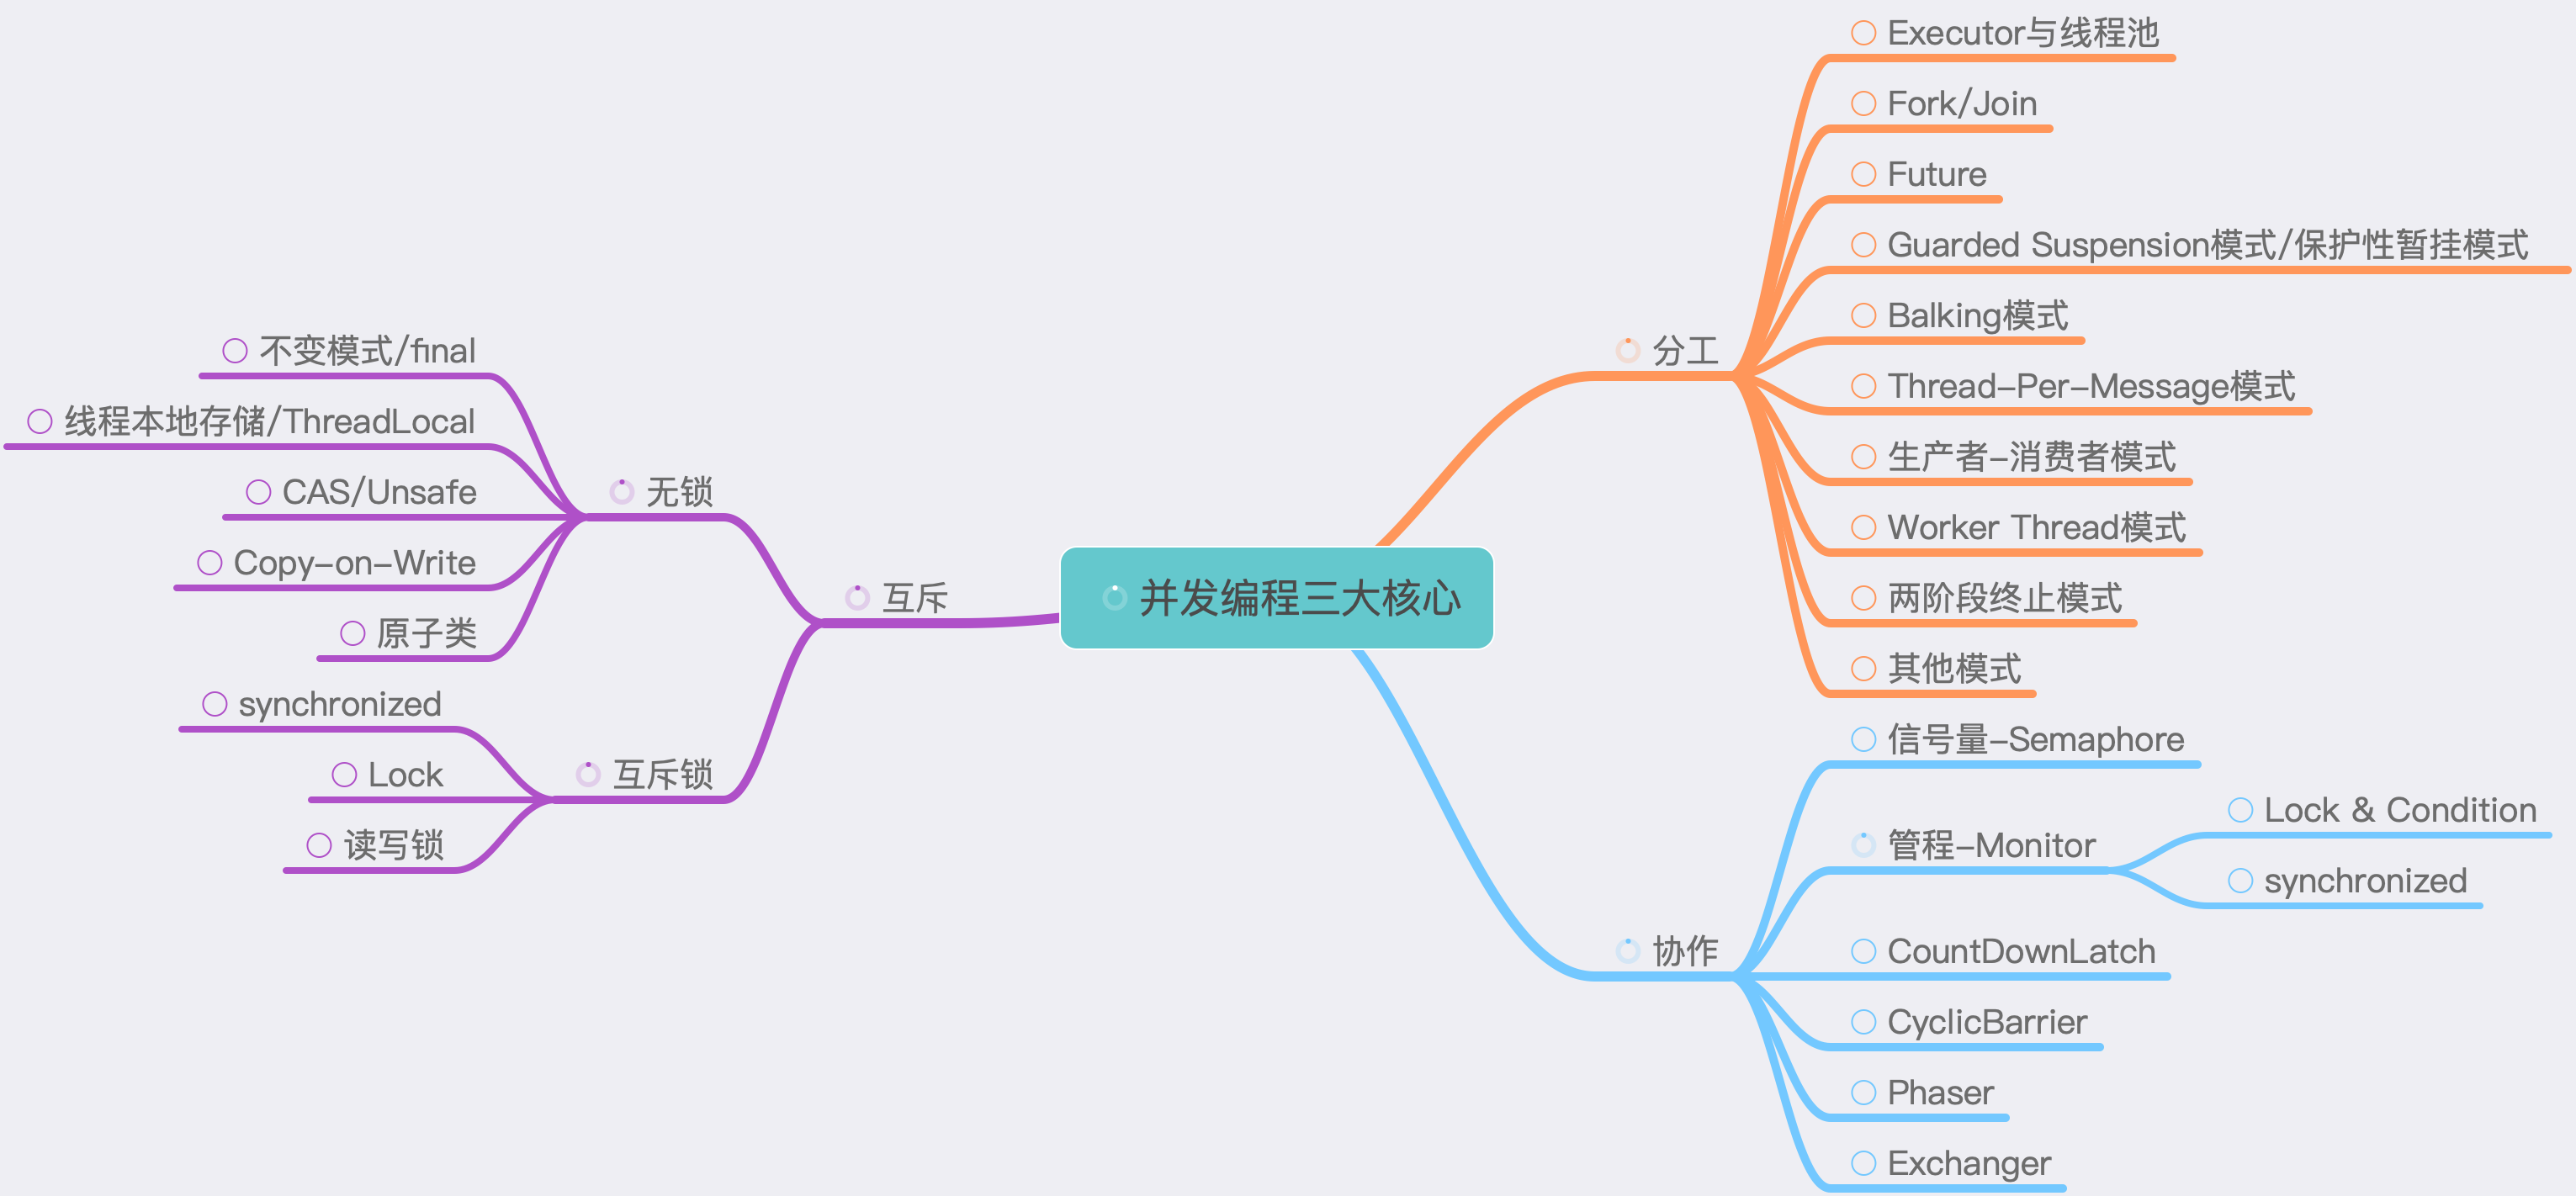 并发编程三大核心
分工
Executor与线程池
Fork/Join
Future
Guarded Suspension模式/保护性暂挂模式
Balking模式
Thread-Per-Message模式
生产者-消费者模式
Worker Thread模式
两阶段终止模式
其他模式
协作
信号量-Semaphore
管程-Monitor
Lock & Condition
synchronized
CountDownLatch
CyclicBarrier
Phaser
Exchanger
互斥
无锁
不变模式/final
线程本地存储/ThreadLocal
CAS/Unsafe
Copy-on-Write
原子类
互斥锁
synchronized
Lock
读写锁